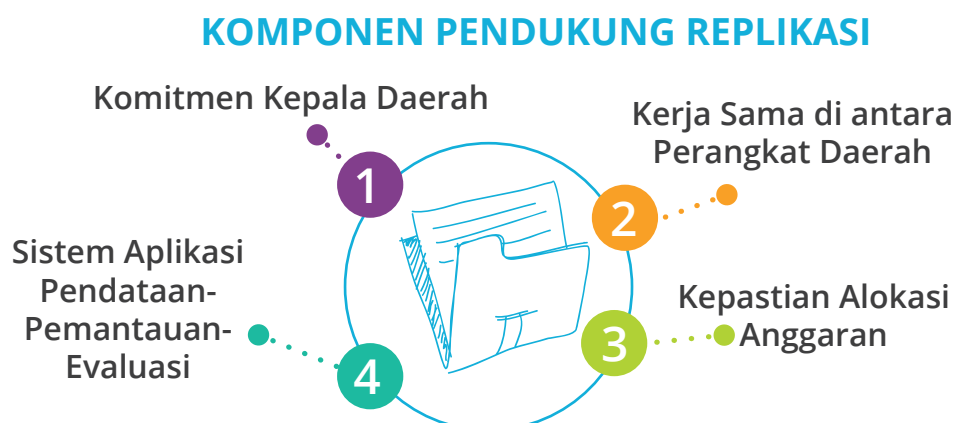 KOMPONEN PENDUKUNG REPLIKASI
Komitmen Kepala Daerah
1
Kerja Sama di antara
Perangkat Daerah
2
Kepastian Alokasi
Anggaran
3
Sistem Aplikasi
Pendataan-
Pemantauan-
Evaluasi
4